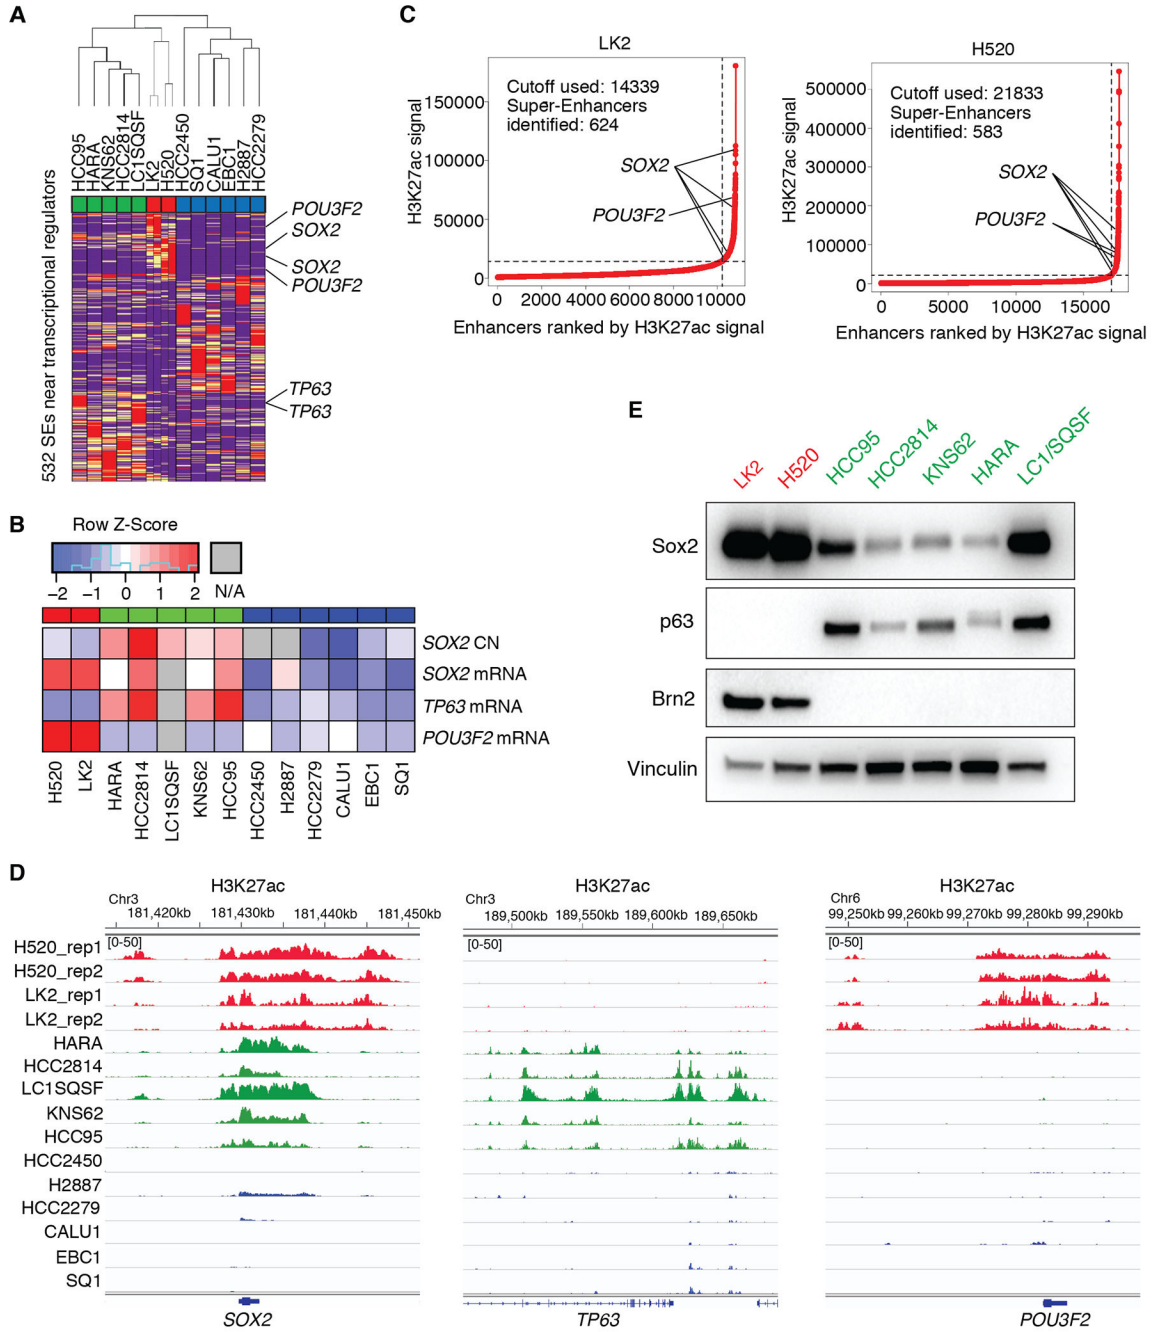 A
HCC95
HARA
KNS62
HCC2814
LC1SQSF
LK2
H520
HCC2450
SQ1
CALU1
EBC1
H2887
HCC2279
532 SEs near transcriptional regulators
POU3F2
SOX2
SOX2
POU3F2
TP63
TP63
B
Row Z-Score
−2 −1 0 1 2
N/A
SOX2 CN
SOX2 mRNA
TP63 mRNA
POU3F2 mRNA
H520
LK2
HARA
HCC2814
LC1SQSF
KNS62
HCC95
HCC2450
H2887
HCC2279
CALU1
EBC1
SQ1
C
LK2
H3K27ac signal
150000
100000
50000
0
Cutoff used: 14339
Super-Enhancers
identified: 624
SOX2
POU3F2
0 2000 4000 6000 8000 10000
Enhancers ranked by H3K27ac signal
H520
H3K27ac signal
500000
400000
300000
200000
100000
0
Cutoff used: 21833
Super-Enhancers
identified: 583
SOX2
POU3F2
0 5000 10000 15000
Enhancers ranked by H3K27ac signal
E
LK2
H520
HCC95
HCC2814
KNS62
HARA
LC1/SQSF
Sox2
p63
Brn2
Vinculin
D
H3K27ac
Chr3
181,420kb 181,430kb 181,440kb 181,450kb
[0-50]
H520_rep1
H520_rep2
LK2_rep1
LK2_rep2
HARA
HCC2814
LC1SQSF
KNS62
HCC95
HCC2450
H2887
HCC2279
CALU1
EBC1
SQ1
SOX2
H3K27ac
Chr3
189,500kb 189,550kb 189,600kb 189,650kb
[0-50]
TP63
H3K27ac
Chr6
99,250kb 99,260kb 99,270kb 99,280kb 99,290kb
[0-50]
POU3F2